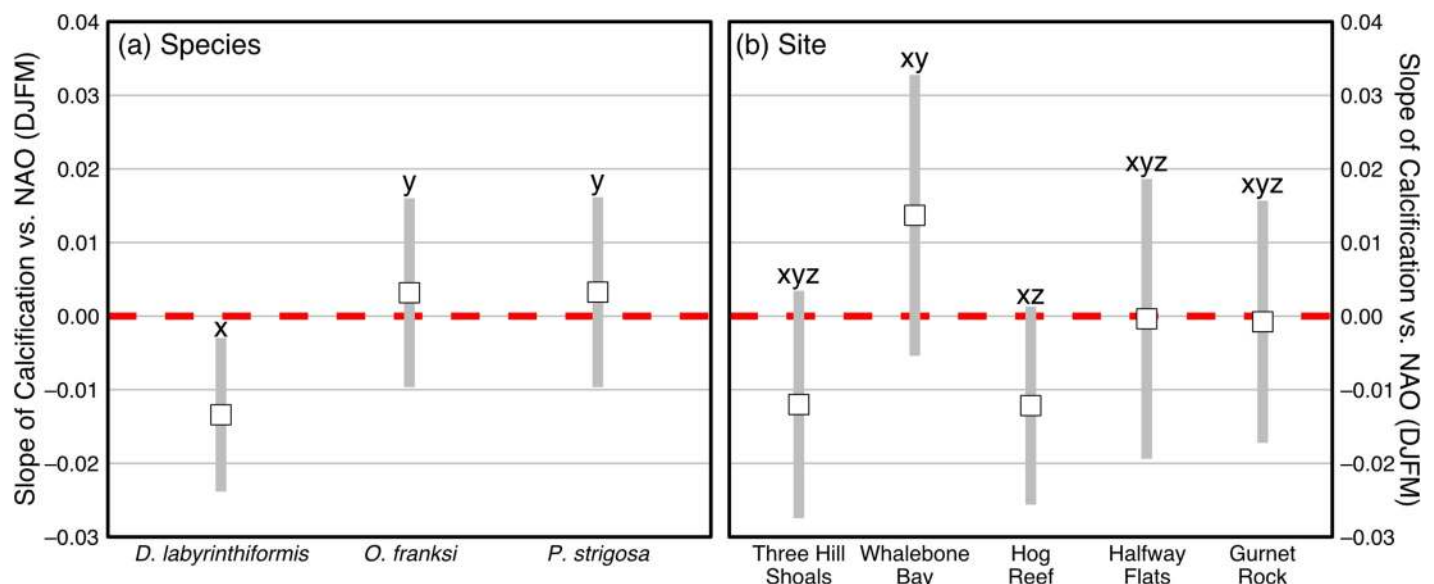 Slope of Calcification vs. NAO (DJFM)
0.04
0.03
0.02
0.01
0.00
−0.01
−0.02
−0.03
(a) Species
x
y
y
D. labyrinthiformis
O. franksi
P. strigosa
(b) Site
xyz
xy
xz
xyz
xyz
Three Hill
Shoals
Whalebone
Bay
Hog
Reef
Halfway
Flats
Gurnet
Rock
0.04
0.03
0.02
0.01
0.00
−0.01
−0.02
−0.03
Slope of Calcification vs. NAO (DJFM)